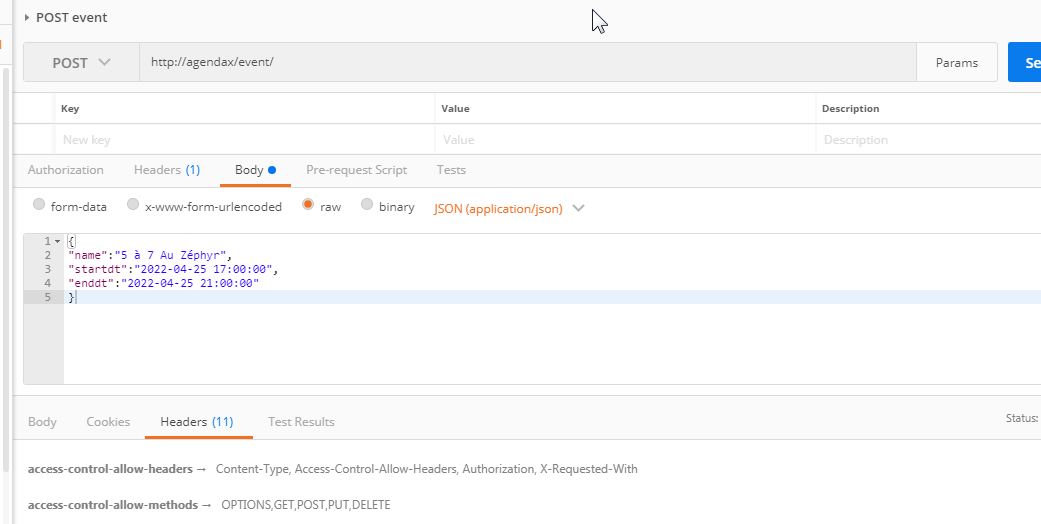 POST event
POST http://agendax/event/ Params
Key Value Description
New key Value Description
Authorization Headers (1) Body Pre-request Script Tests
form-data x-www-form-urlencoded raw binary JSON (application/json)
1 {
2 "name":"5 à 7 Au Zéphyr",
3 "startdt":"2022-04-25 17:00:00",
4 "enddt":"2022-04-25 21:00:00"
5 }
Body Cookies Headers (11) Test Results Status:
access-control-allow-headers → Content-Type, Access-Control-Allow-Headers, Authorization, X-Requested-With
access-control-allow-methods → OPTIONS,GET,POST,PUT,DELETE